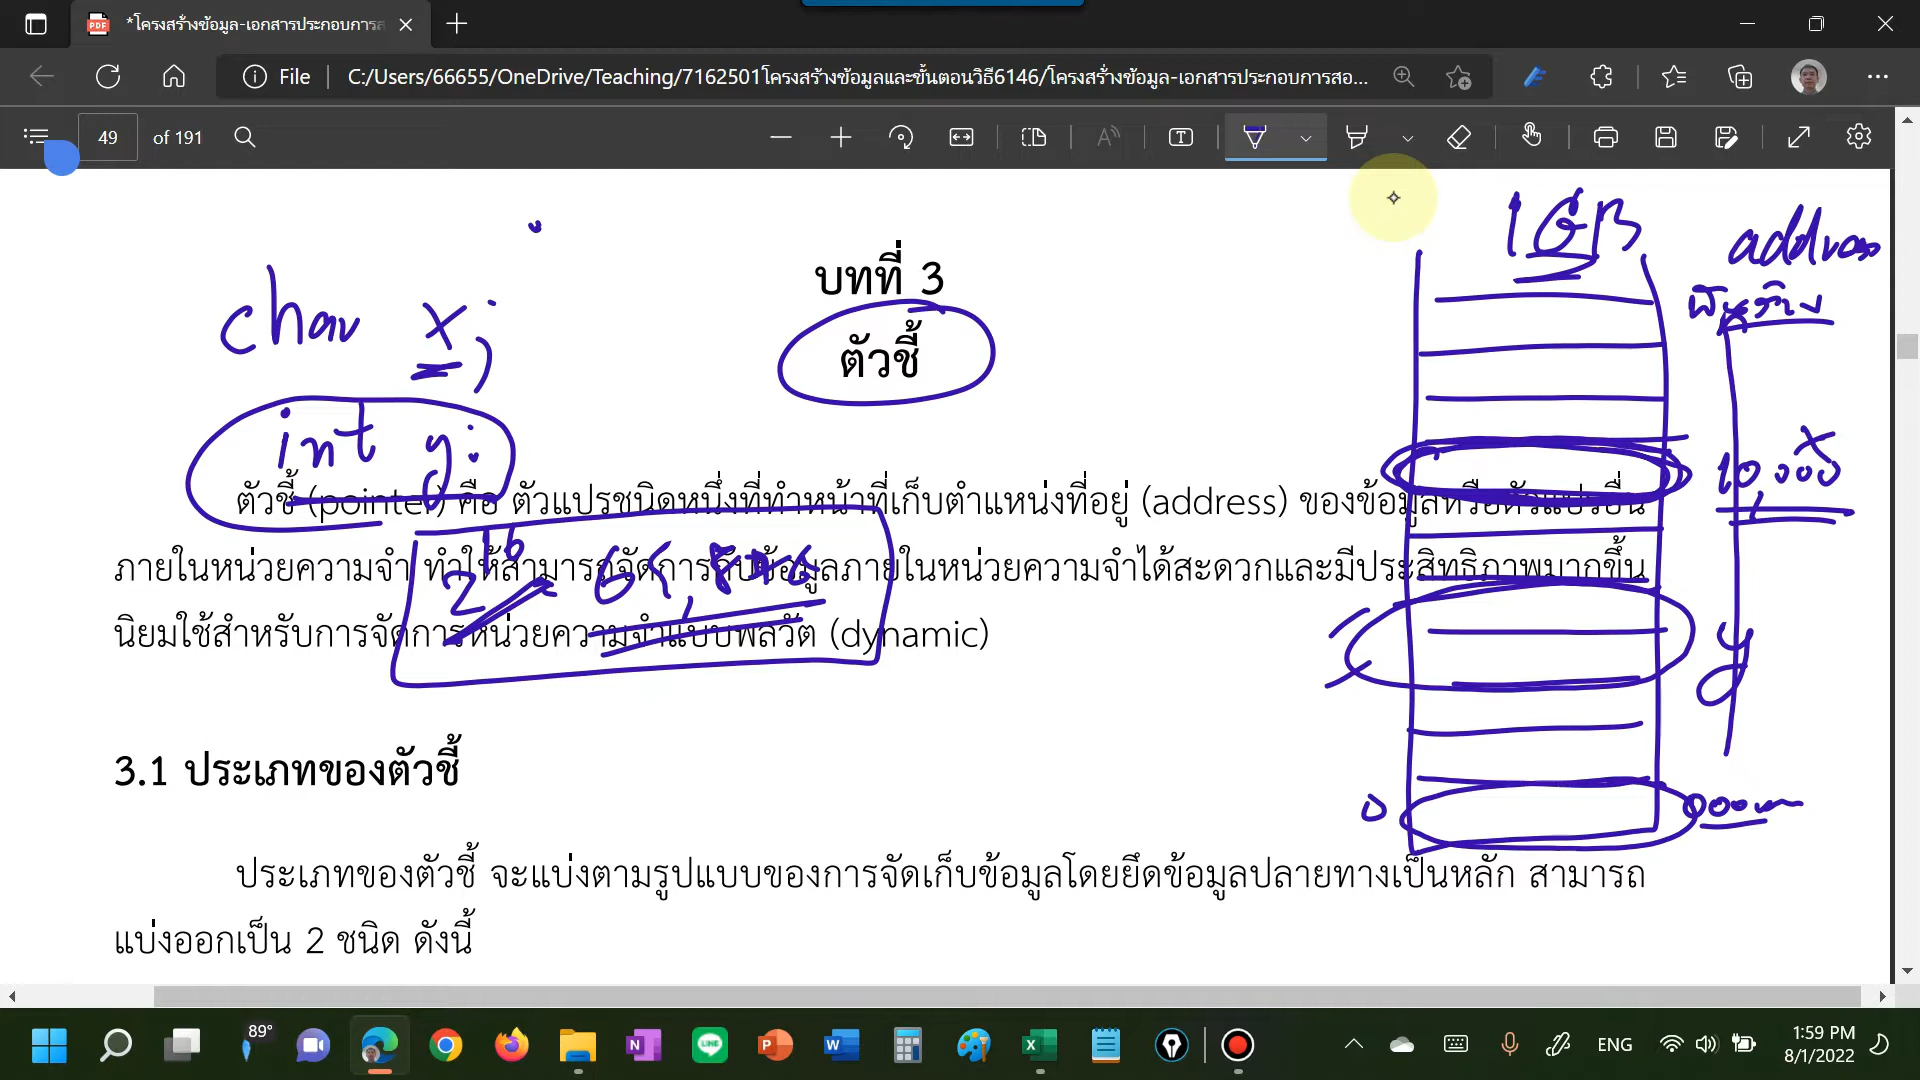 *โครงสร้างข้อมูล-เอกสารประกอบการส
File
C:/Users/66655/OneDrive/Teaching/7162501โครงสร้างข้อมูลและขั้นตอนวิธี6146/โครงสร้างข้อมูล-เอกสารประกอบการสอ...
49 of 191
1GB
address
char x;
บทที่ 3
ตัวชี้
int y;
x
10,000
ตัวชี้ (pointer) คือ ตัวแปรชนิดหนึ่งที่ทำหน้าที่เก็บตำแหน่งที่อยู่ (address) ของข้อมูลหรือตัวแปรอื่น
ภายในหน่วยความจำ ทำให้สามารถจัดการกับข้อมูลภายในหน่วยความจำได้สะดวกและมีประสิทธิภาพมากขึ้น
2^16 = 65,
นิยมใช้สำหรับการจัดการหน่วยความจำแบบพลวัต (dynamic)
y
3.1 ประเภทของตัวชี้
0
ประเภทของตัวชี้ จะแบ่งตามรูปแบบของการจัดเก็บข้อมูลโดยยึดข้อมูลปลายทางเป็นหลัก สามารถ
แบ่งออกเป็น 2 ชนิด ดังนี้
89°
ENG
1:59 PM
8/1/2022